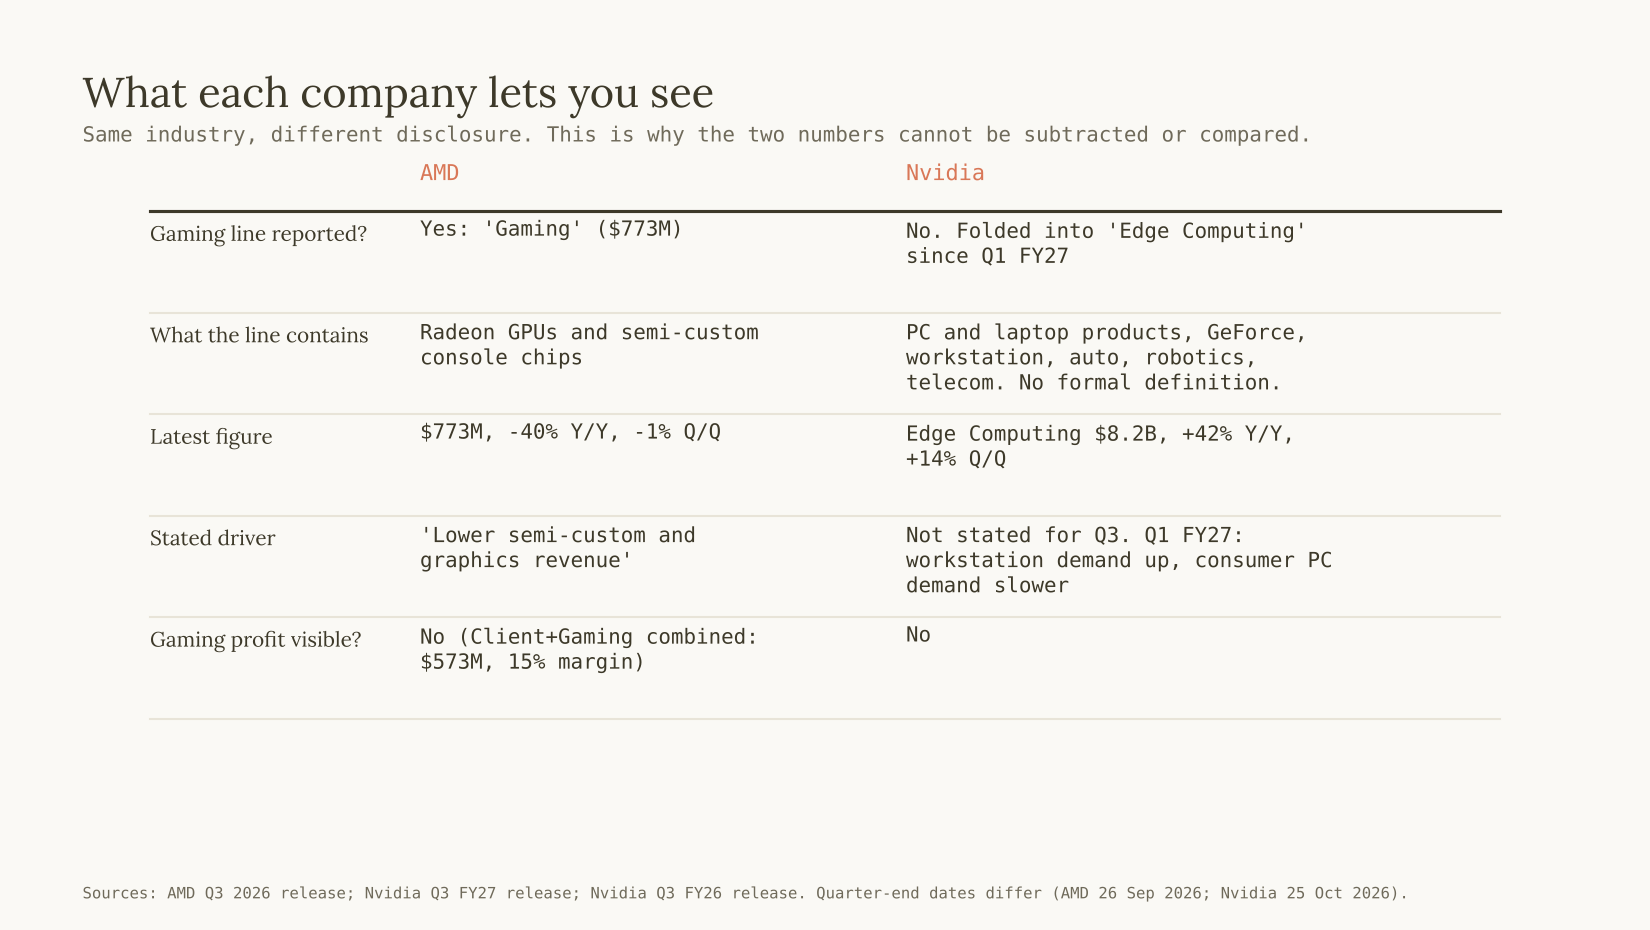 What each company lets you see
Same industry, different disclosure. This is why the two numbers cannot be subtracted or compared.
AMD
Nvidia
Gaming line reported?
Yes: 'Gaming' ($773M)
No. Folded into 'Edge Computing'
since Q1 FY27
What the line contains
Radeon GPUs and semi-custom
console chips
PC and laptop products, GeForce,
workstation, auto, robotics,
telecom. No formal definition.
Latest figure
$773M, -40% Y/Y, -1% Q/Q
Edge Computing $8.2B, +42% Y/Y,
+14% Q/Q
Stated driver
'Lower semi-custom and
graphics revenue'
Not stated for Q3. Q1 FY27:
workstation demand up, consumer PC
demand slower
Gaming profit visible?
No (Client+Gaming combined:
$573M, 15% margin)
No
Sources: AMD Q3 2026 release; Nvidia Q3 FY27 release; Nvidia Q3 FY26 release. Quarter-end dates differ (AMD 26 Sep 2026; Nvidia 25 Oct 2026).